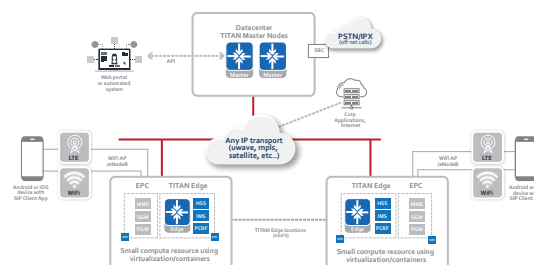 Datacenter
TITAN Master Nodes
Master
Master
SBC
PSTN/IPX
(off net calls)
API
Web portal
or automated
system
Corp
Applications,
Internet
Any IP transport
(uwave, mpls,
satellite, etc..)
LTE
WiFi
WiFi AP
/eNodeB
Android or iOS
device with
SIP Client App
EPC
TITAN Edge
MME
SGW
PGW
Edge
HSS
IMS
PCRF
Small compute resource using
virtualization/containers
TITAN Edge locations
(100's)
TITAN Edge
EPC
Edge
HSS
IMS
PCRF
MME
SGW
PGW
Small compute resource using
virtualization/containers
WiFi AP
/eNodeB
LTE
WiFi
Android or
device
SIP Client